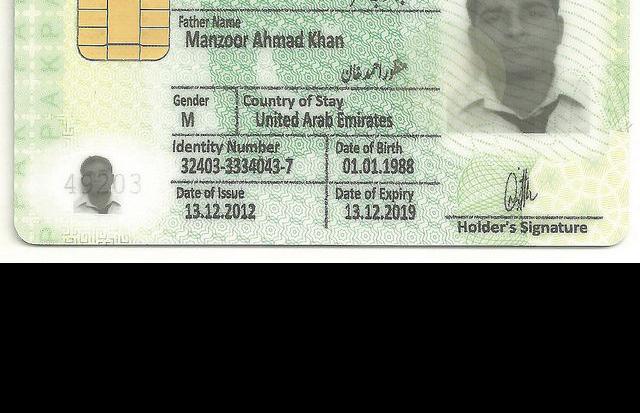 Father Name
Manzoor Ahmad Khan
منظور احمد خان
Gender Country of Stay
M United Arab Emirates
Identity Number Date of Birth
32403-3334043-7 01.01.1988
Date of Issue Date of Expiry
13.12.2012 13.12.2019
Holder's Signature